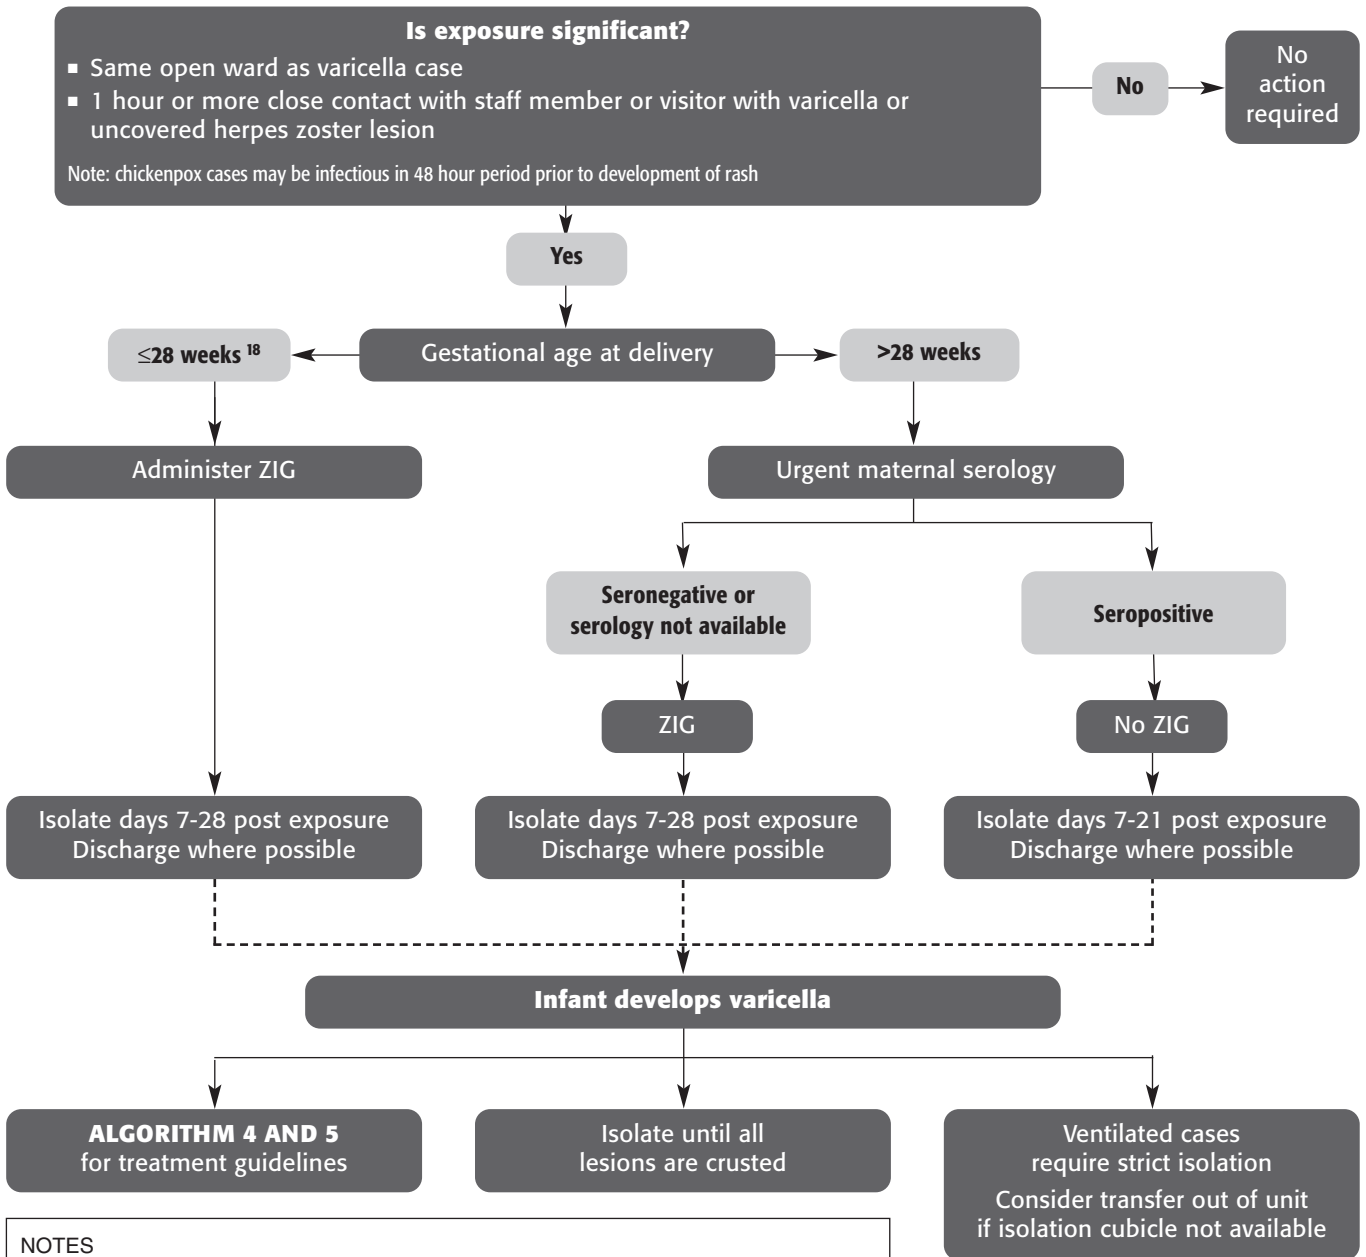 Is exposure significant?
▪ Same open ward as varicella case
▪ 1 hour or more close contact with staff member or visitor with varicella or
uncovered herpes zoster lesion
Note: chickenpox cases may be infectious in 48 hour period prior to development of rash
No
No
action
required
Yes
≤28 weeks 18
Gestational age at delivery
>28 weeks
Administer ZIG
Urgent maternal serology
Seronegative or
serology not available
Seropositive
ZIG
No ZIG
Isolate days 7-28 post exposure
Discharge where possible
Isolate days 7-28 post exposure
Discharge where possible
Isolate days 7-21 post exposure
Discharge where possible
Infant develops varicella
ALGORITHM 4 AND 5
for treatment guidelines
Isolate until all
lesions are crusted
Ventilated cases
require strict isolation
Consider transfer out of unit
if isolation cubicle not available
NOTES